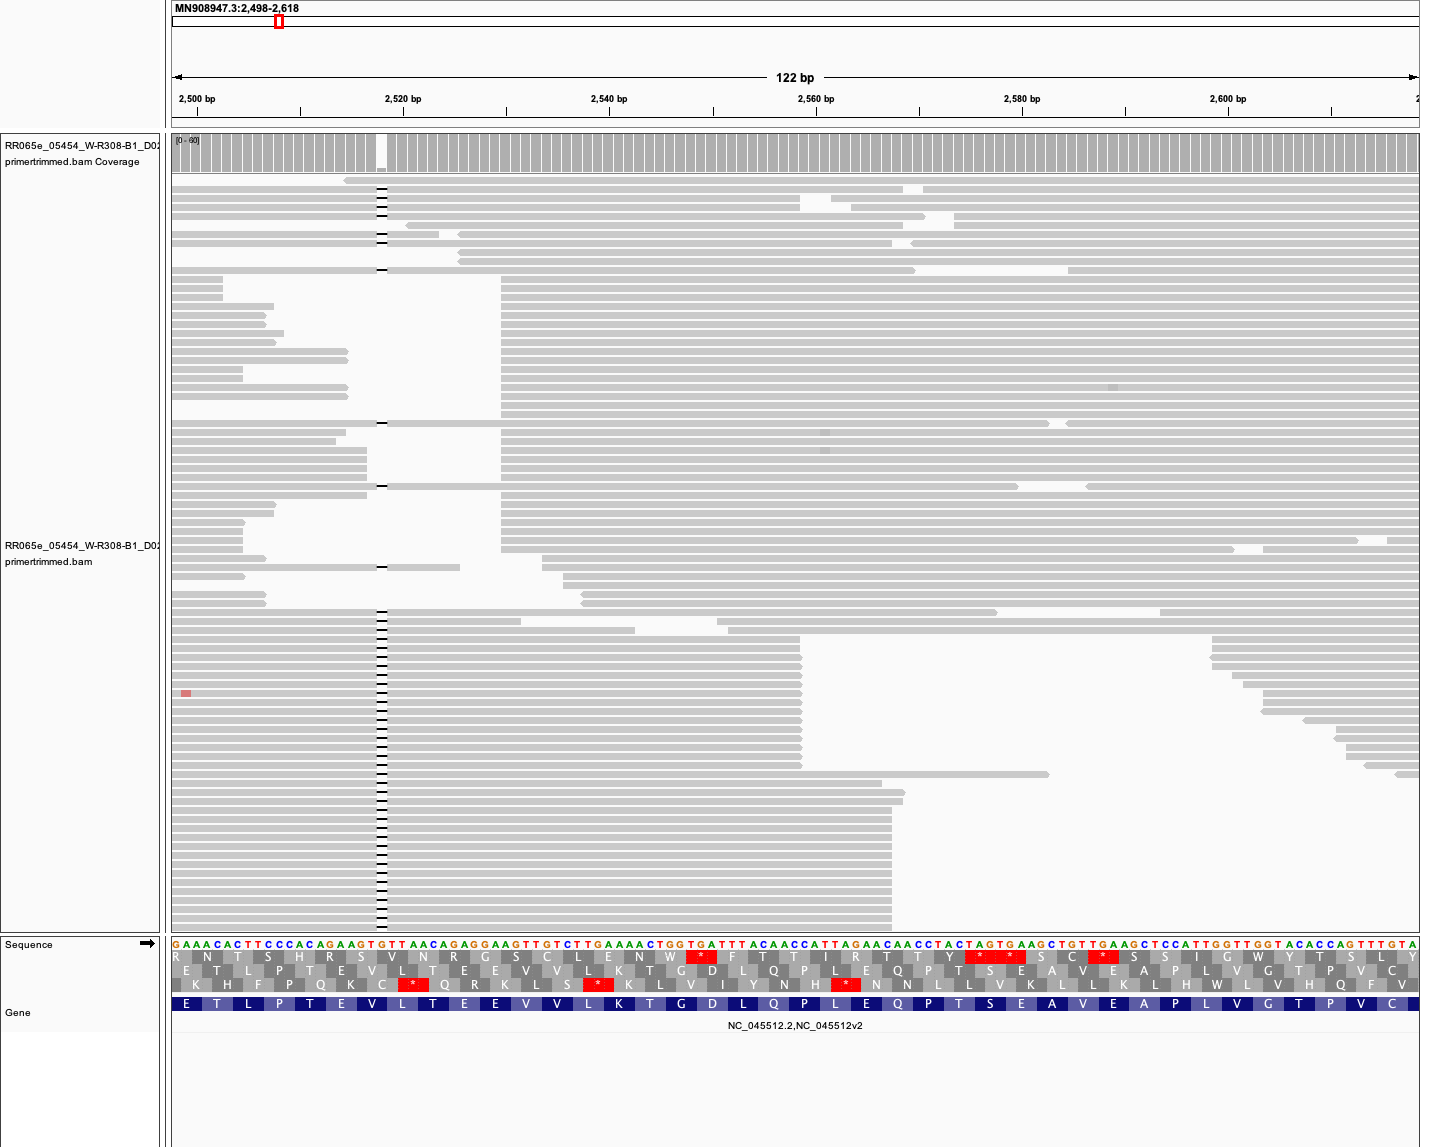 MN908947.3:2,498-2,618
122 bp
2,500 bp 2,520 bp 2,540 bp 2,560 bp 2,580 bp 2,600 bp 2
RR065e_05454_W-R308-B1_D02
primertrimmed.bam Coverage
[0 - 60]
RR065e_05454_W-R308-B1_D02
primertrimmed.bam
Sequence
GAAACACTTCCCACAGAAGTGTTAACAGAGGAAGTTGTCTTGAAAACTGGTGATTTACAACCATTAGAACAACCTACTAGTGAAGCTGTTGAAGCTCCATTGGTTGGTACACCAGTTTGTA
R N T S H R S V N R G S C L E N W * F T T I R T T Y * * S C * S S I G W Y T S L Y
E T L P T E V L T E E V V L K T G D L Q P L E Q P T S E A V E A P L V G T P V C
K H F P Q K C * Q R K L S * K L V I Y N H * N N L L V K L L K L H W L V H Q F V
Gene
E T L P T E V L T E E V V L K T G D L Q P L E Q P T S E A V E A P L V G T P V C
NC_045512.2,NC_045512v2